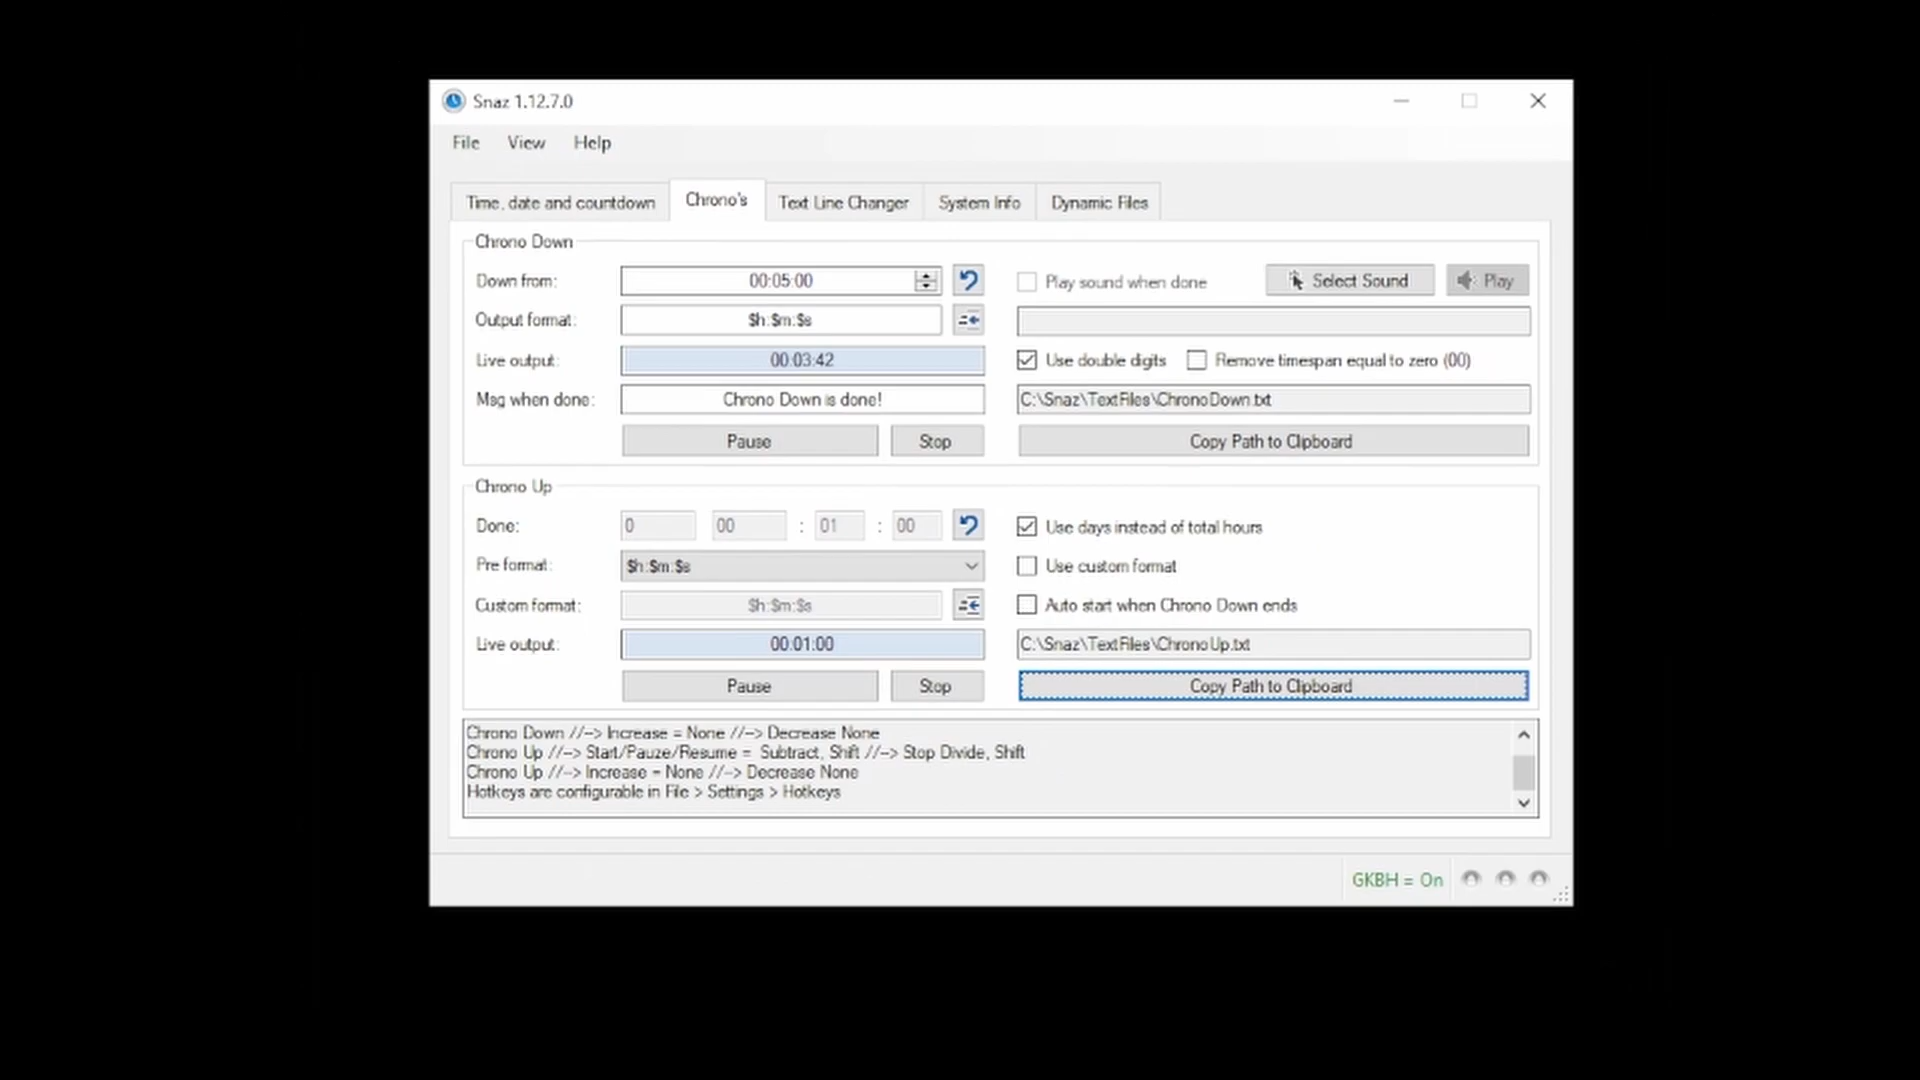 Snaz 1.12.7.0
File View Help
Time, date and countdown Chrono's Text Line Changer System Info Dynamic Files
Chrono Down
Down from: 00:05:00 Play sound when done Select Sound Play
Output format: $h:$m:$s
Live output: 00:03:42 Use double digits Remove timespan equal to zero (00)
Msg when done: Chrono Down is done! C:\Snaz\TextFiles\ChronoDown.txt
Pause Stop Copy Path to Clipboard
Chrono Up
Done: 0 00 : 01 : 00 Use days instead of total hours
Pre format: $h:$m:$s Use custom format
Custom format: $h:$m:$s Auto start when Chrono Down ends
Live output: 00:01:00 C:\Snaz\TextFiles\ChronoUp.txt
Pause Stop Copy Path to Clipboard
Chrono Down //--> Increase = None //--> Decrease None
Chrono Up //--> Start/Pauze/Resume = Subtract, Shift //--> Stop Divide, Shift
Chrono Up //--> Increase = None //--> Decrease None
Hotkeys are configurable in File > Settings > Hotkeys
GKBH = On